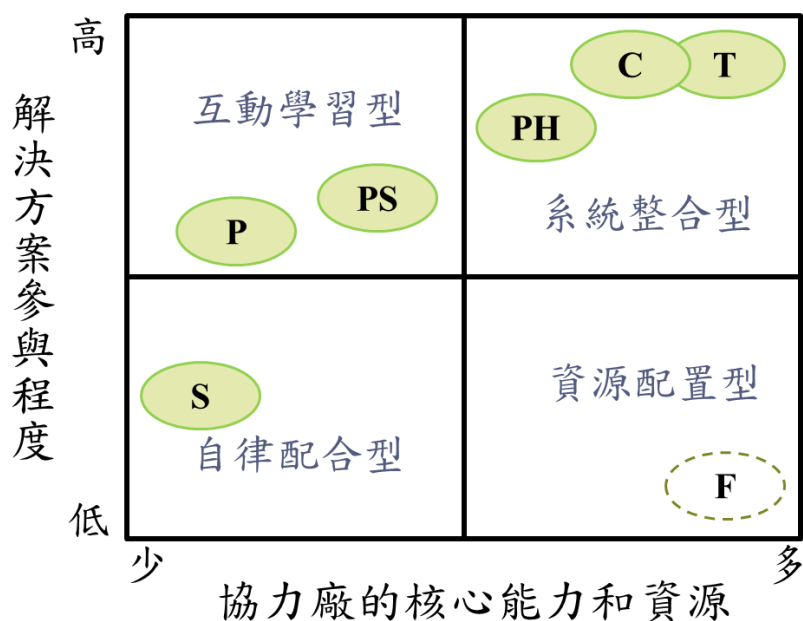 高
解決方案參與程度
低
互動學習型
C
T
PH
PS
P
系統整合型
S
自律配合型
資源配置型
F
少
多
協力廠的核心能力和資源